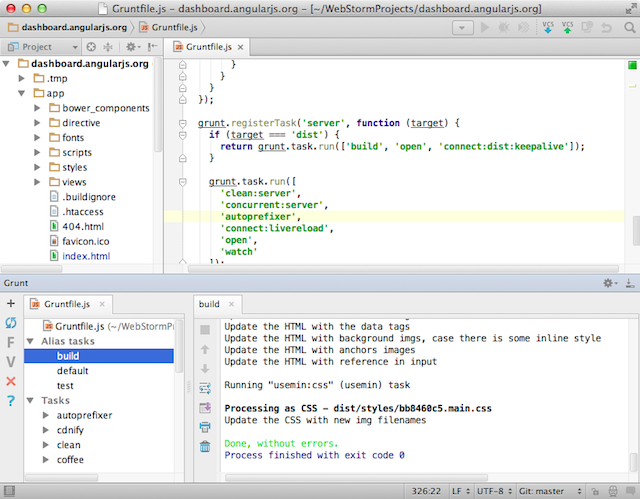 Gruntfile.js – dashboard.angularjs.org – [~/WebStormProjects/dashboard.angularjs.org]
dashboard.angularjs.org Gruntfile.js
VCS VCS
Project
Gruntfile.js
dashboard.angularjs.org
.tmp
app
bower_components
directive
fonts
scripts
styles
views
.buildignore
.htaccess
404.html
favicon.ico
index.html
}
}
}
});
grunt.registerTask('server', function (target) {
if (target === 'dist') {
return grunt.task.run(['build', 'open', 'connect:dist:keepalive']);
}
grunt.task.run([
'clean:server',
'concurrent:server',
'autoprefixer',
'connect:livereload',
'open',
'watch'
]);
Grunt
Gruntfile.js
Gruntfile.js (~/WebStormPr
Alias tasks
build
default
test
Tasks
autoprefixer
cdnify
clean
coffee
build
Update the HTML with the data tags
Update the HTML with background imgs, case there is some inline style
Update the HTML with anchors images
Update the HTML with reference in input
Running "usemin:css" (usemin) task
Processing as CSS – dist/styles/bb8460c5.main.css
Update the CSS with new img filenames
Done, without errors.
Process finished with exit code 0
326:22 LF UTF-8 Git: master